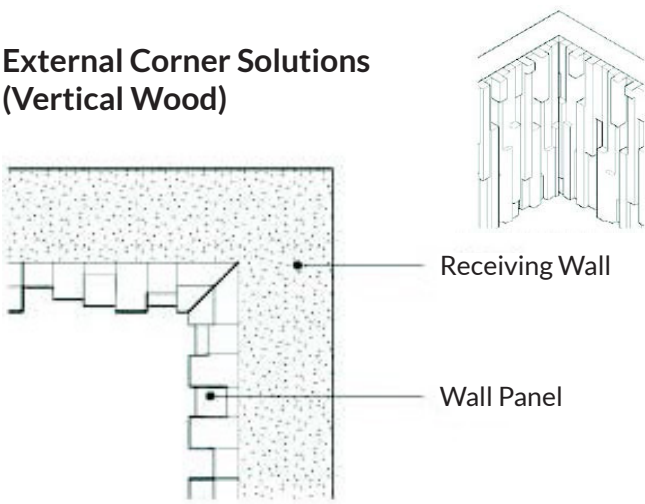 External Corner Solutions
(Vertical Wood)
Receiving Wall
Wall Panel